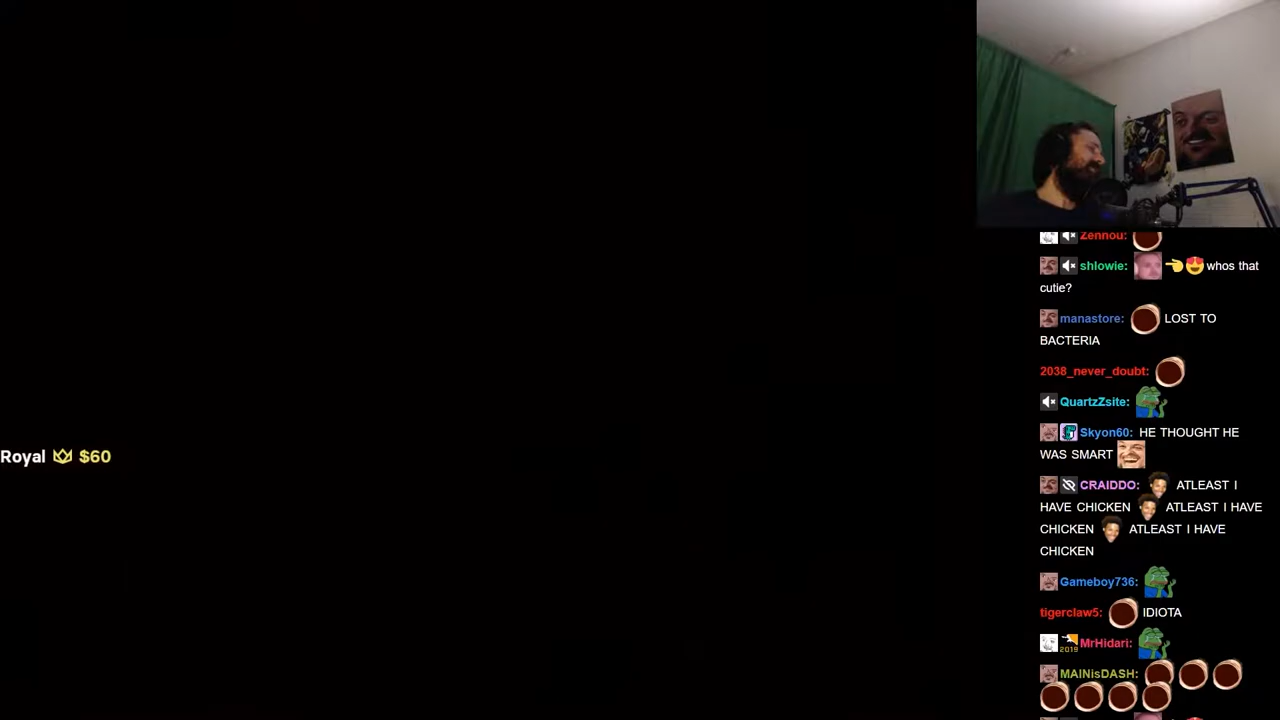 Royal $60
Zennou:
shlowie: whos that
cutie?
manastore: LOST TO
BACTERIA
2038_never_doubt:
QuartzZsite:
Skyon60: HE THOUGHT HE
WAS SMART
CRAIDDO: ATLEAST I
HAVE CHICKEN ATLEAST I HAVE
CHICKEN ATLEAST I HAVE
CHICKEN
Gameboy736:
tigerclaw5: IDIOTA
2019 MrHidari:
MAINisDASH: